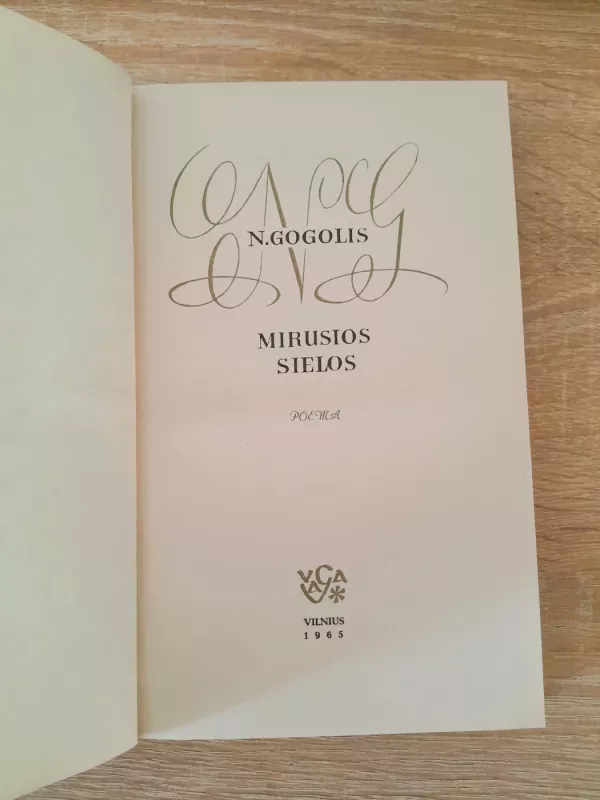 N.GOGOLIS
MIRUSIOS
SIELOS
POEMA
VAGA
VILNIUS
1965